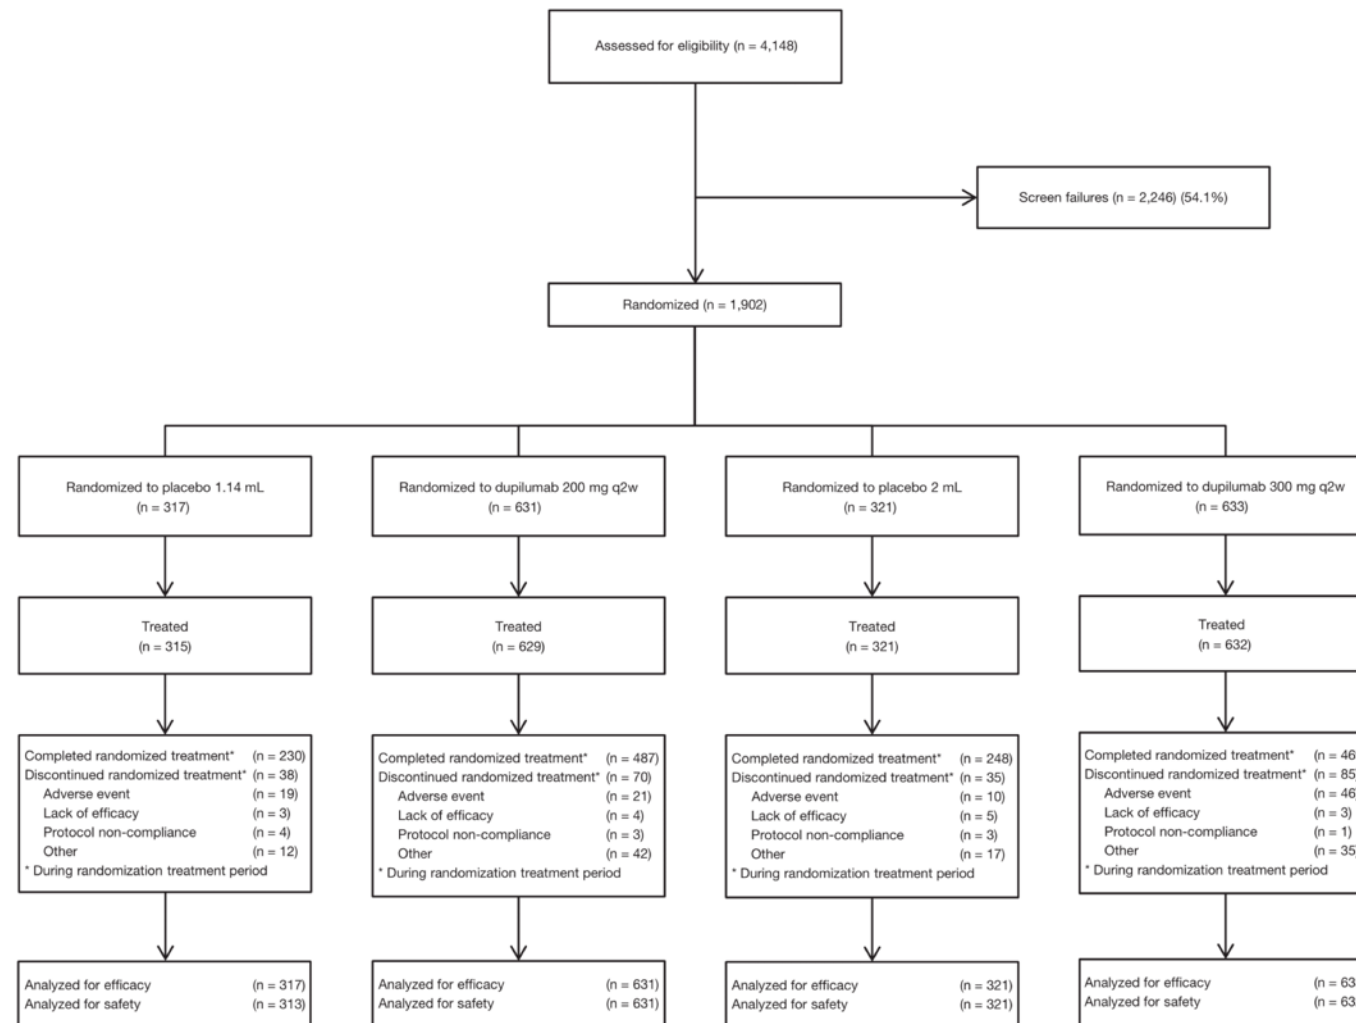 Assessed for eligibility (n = 4,148)
Screen failures (n = 2,246) (54.1%)
Randomized (n = 1,902)
Randomized to placebo 1.14 mL
(n = 317)
Randomized to dupilumab 200 mg q2w
(n = 631)
Randomized to placebo 2 mL
(n = 321)
Randomized to dupilumab 300 mg q2w
(n = 633)
Treated
(n = 315)
Treated
(n = 629)
Treated
(n = 321)
Treated
(n = 632)
Completed randomized treatment* (n = 230)
Discontinued randomized treatment* (n = 38)
Adverse event (n = 19)
Lack of efficacy (n = 3)
Protocol non-compliance (n = 4)
Other (n = 12)
* During randomization treatment period
Completed randomized treatment* (n = 487)
Discontinued randomized treatment* (n = 70)
Adverse event (n = 21)
Lack of efficacy (n = 4)
Protocol non-compliance (n = 3)
Other (n = 42)
* During randomization treatment period
Completed randomized treatment* (n = 248)
Discontinued randomized treatment* (n = 35)
Adverse event (n = 10)
Lack of efficacy (n = 5)
Protocol non-compliance (n = 3)
Other (n = 17)
* During randomization treatment period
Completed randomized treatment* (n = 46
Discontinued randomized treatment* (n = 85)
Adverse event (n = 46)
Lack of efficacy (n = 3)
Protocol non-compliance (n = 1)
Other (n = 35)
* During randomization treatment period
Analyzed for efficacy (n = 317)
Analyzed for safety (n = 313)
Analyzed for efficacy (n = 631)
Analyzed for safety (n = 631)
Analyzed for efficacy (n = 321)
Analyzed for safety (n = 321)
Analyzed for efficacy (n = 63
Analyzed for safety (n = 63